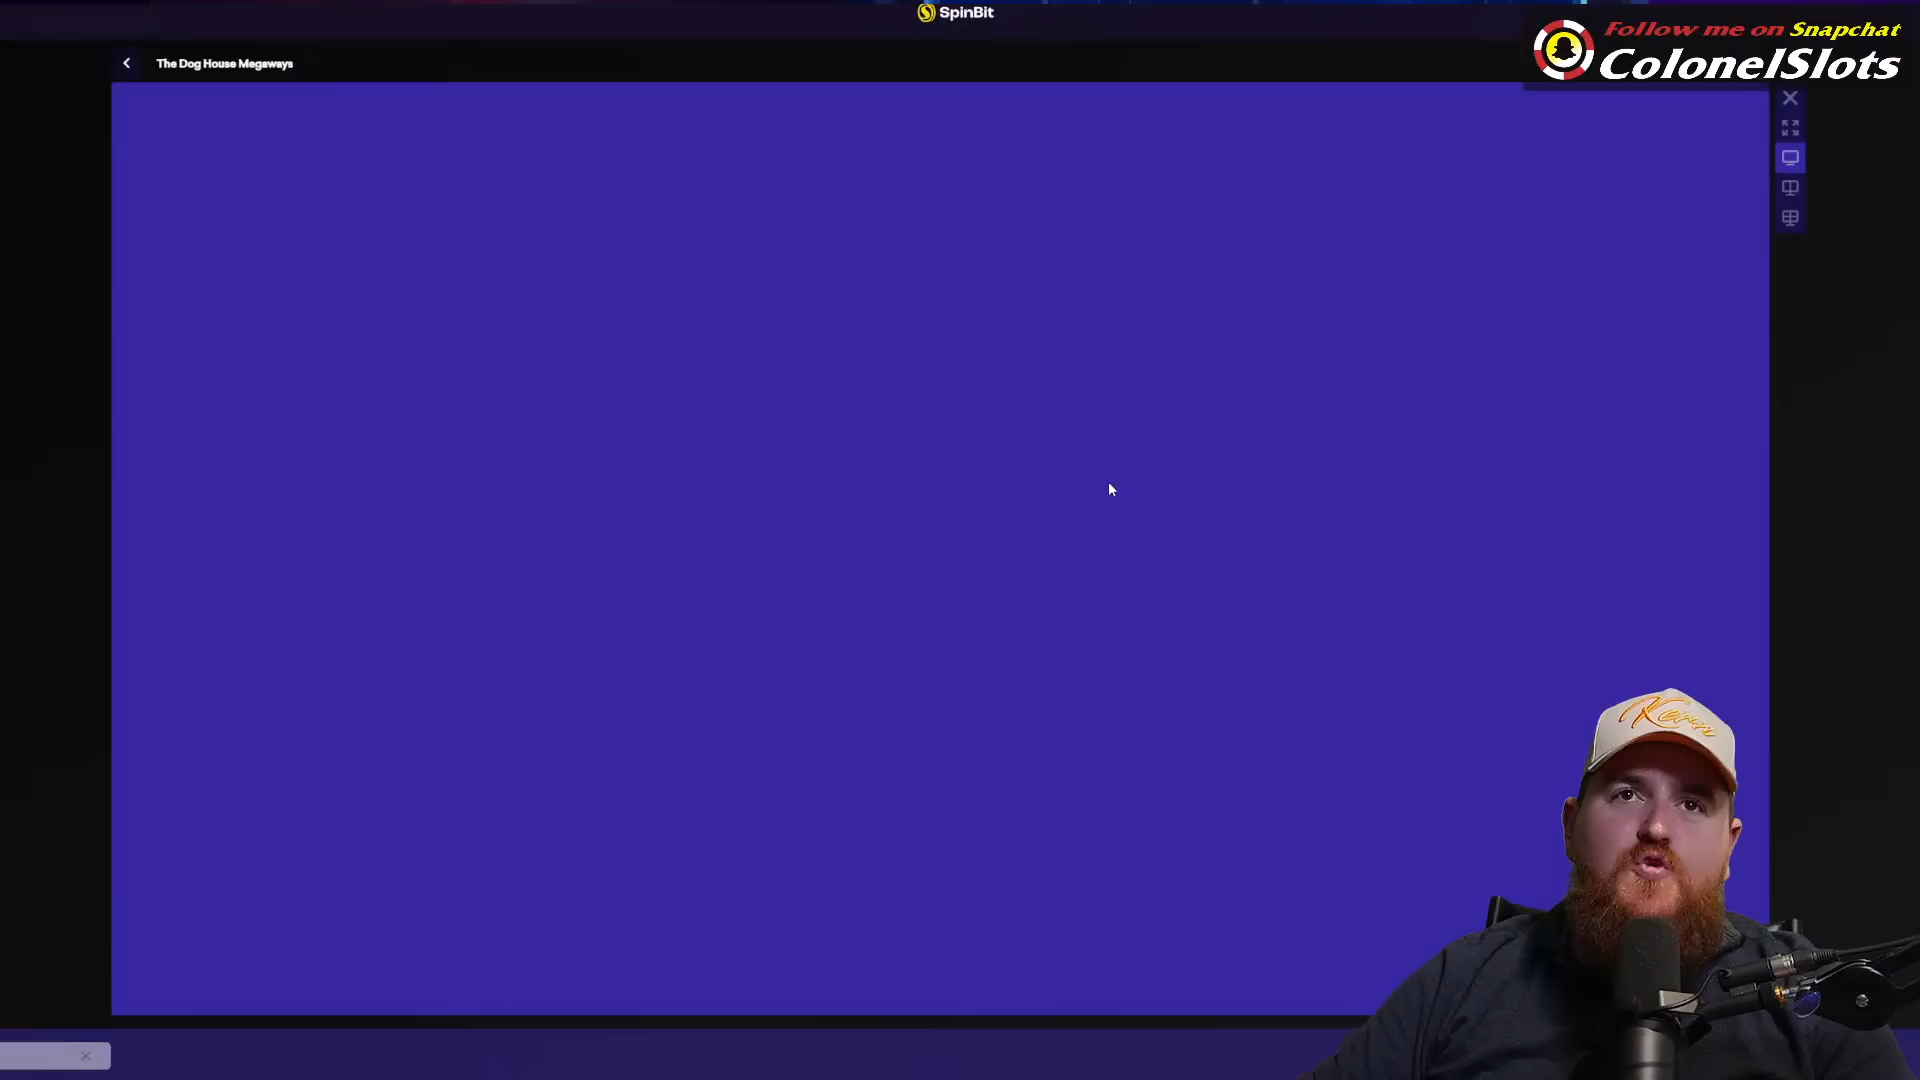 SpinBit
The Dog House Megaways
Follow me on Snapchat
ColonelSlots